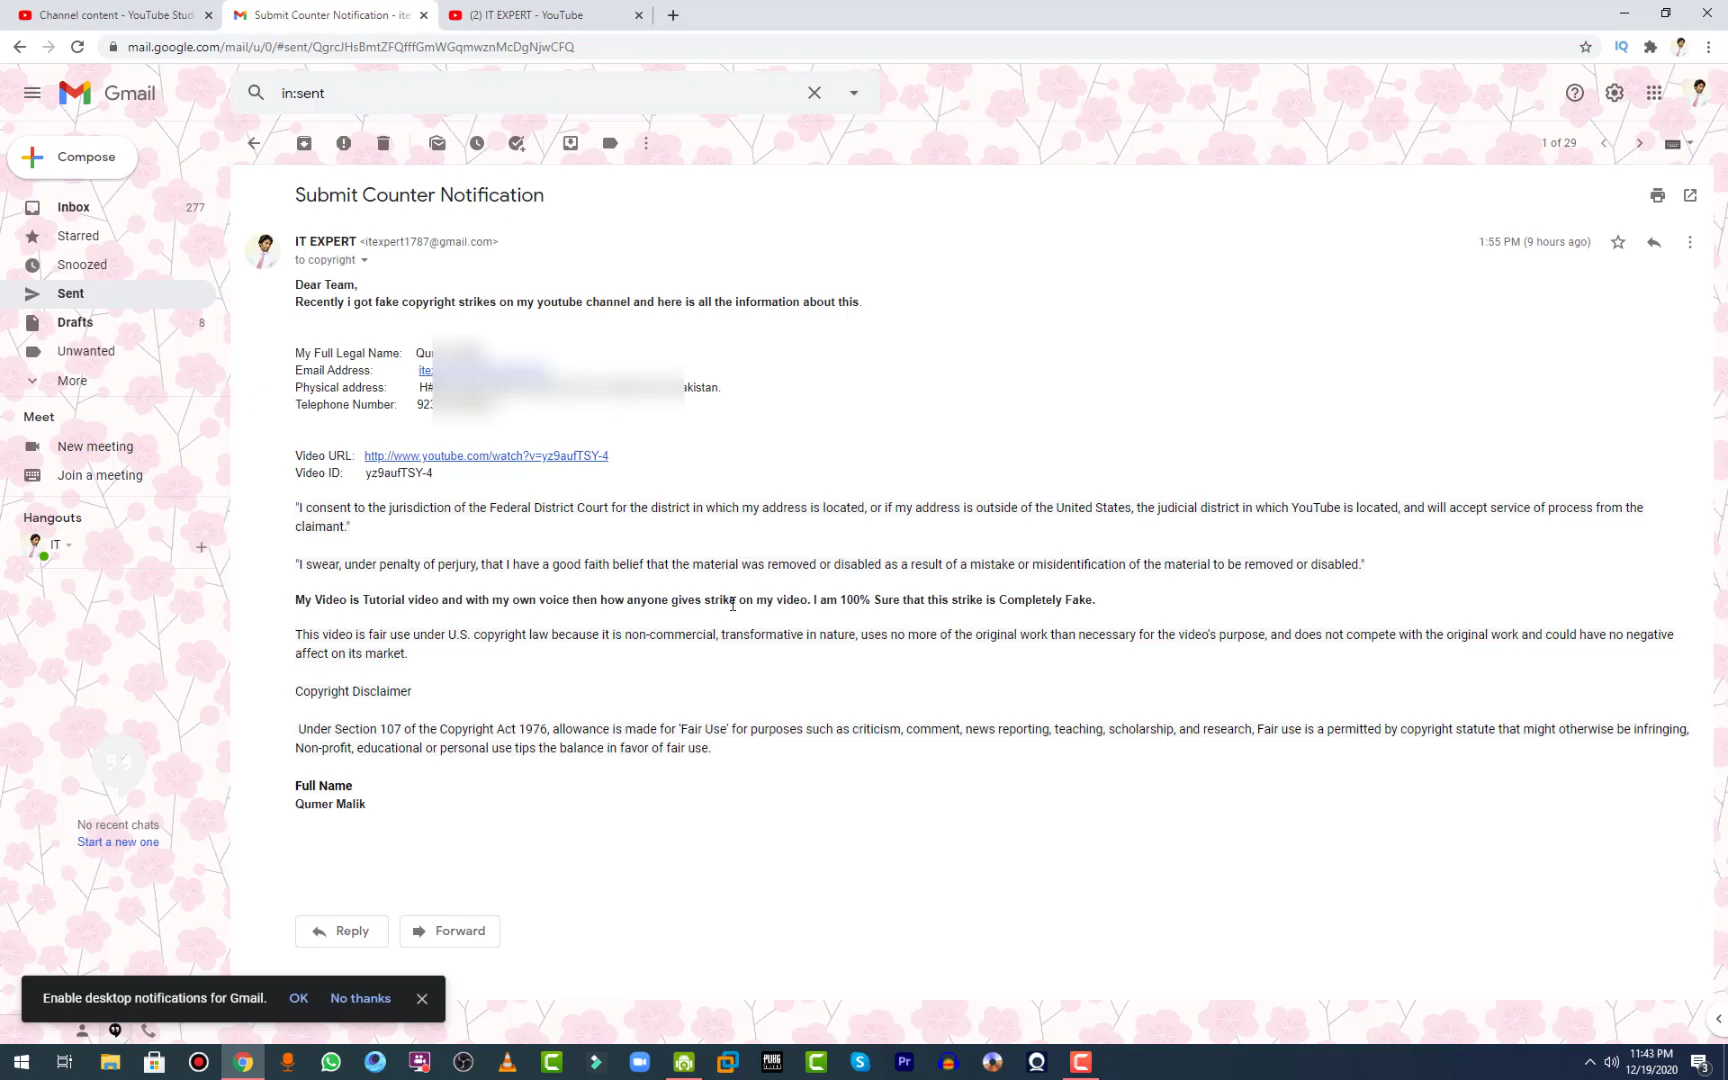 Channel content - YouTube Stud
Submit Counter Notification - ite
(2) IT EXPERT - YouTube
mail.google.com/mail/u/0/#sent/QgrcJHsBmtZFQfffGmWGqmwznMcDgNjwCFQ
IQ
Gmail
in:sent
Compose
1 of 29
Inbox 277
Starred
Snoozed
Sent
Drafts 8
Unwanted
More
Meet
New meeting
Join a meeting
Hangouts
IT
No recent chats
Start a new one
Submit Counter Notification
IT EXPERT <itexpert1787@gmail.com>
1:55 PM (9 hours ago)
to copyright
Dear Team,
Recently i got fake copyright strikes on my youtube channel and here is all the information about this.
My Full Legal Name: Qu
Email Address: ite
Physical address: H# akistan.
Telephone Number: 923
Video URL: http://www.youtube.com/watch?v=yz9aufTSY-4
Video ID: yz9aufTSY-4
"I consent to the jurisdiction of the Federal District Court for the district in which my address is located, or if my address is outside of the United States, the judicial district in which YouTube is located, and will accept service of process from the
claimant."
"I swear, under penalty of perjury, that I have a good faith belief that the material was removed or disabled as a result of a mistake or misidentification of the material to be removed or disabled."
My Video is Tutorial video and with my own voice then how anyone gives strike on my video. I am 100% Sure that this strike is Completely Fake.
This video is fair use under U.S. copyright law because it is non-commercial, transformative in nature, uses no more of the original work than necessary for the video's purpose, and does not compete with the original work and could have no negative
affect on its market.
Copyright Disclaimer
Under Section 107 of the Copyright Act 1976, allowance is made for 'Fair Use' for purposes such as criticism, comment, news reporting, teaching, scholarship, and research, Fair use is a permitted by copyright statute that might otherwise be infringing,
Non-profit, educational or personal use tips the balance in favor of fair use.
Full Name
Qumer Malik
Reply
Forward
Enable desktop notifications for Gmail. OK No thanks
PUBG
Pr
11:43 PM
12/19/2020
3